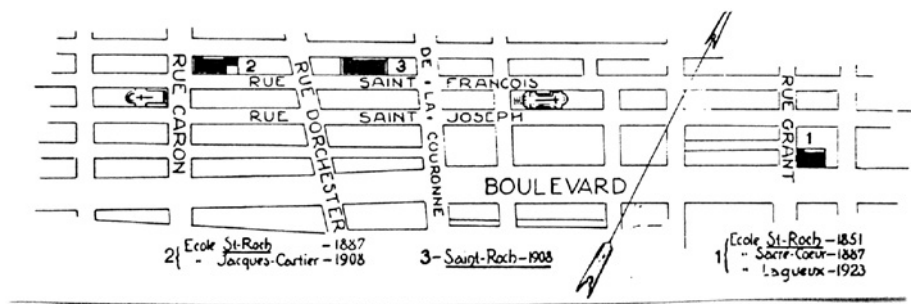 2
3
RUE SAINT FRANÇOIS
RUE SAINT JOSEPH
RUE CARON
RUE DORCHESTER
DE LA COURONNE
RUE GRANT
1
BOULEVARD
2{ Ecole St-Roch -1887
" Jacques-Cartier -1908
3- Saint-Roch -1908
1{ Ecole St-Roch -1851
" Sacré-Coeur -1887
" Lagueux -1923